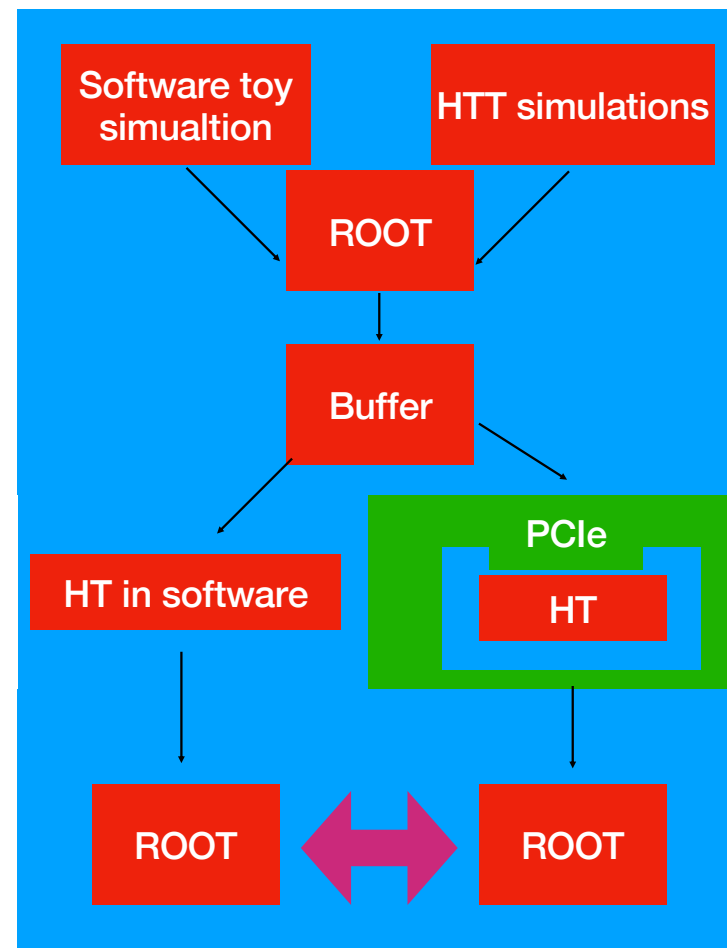 Software toy
simualtion
HTT simulations
ROOT
Buffer
PCIe
HT in software
HT
ROOT
ROOT